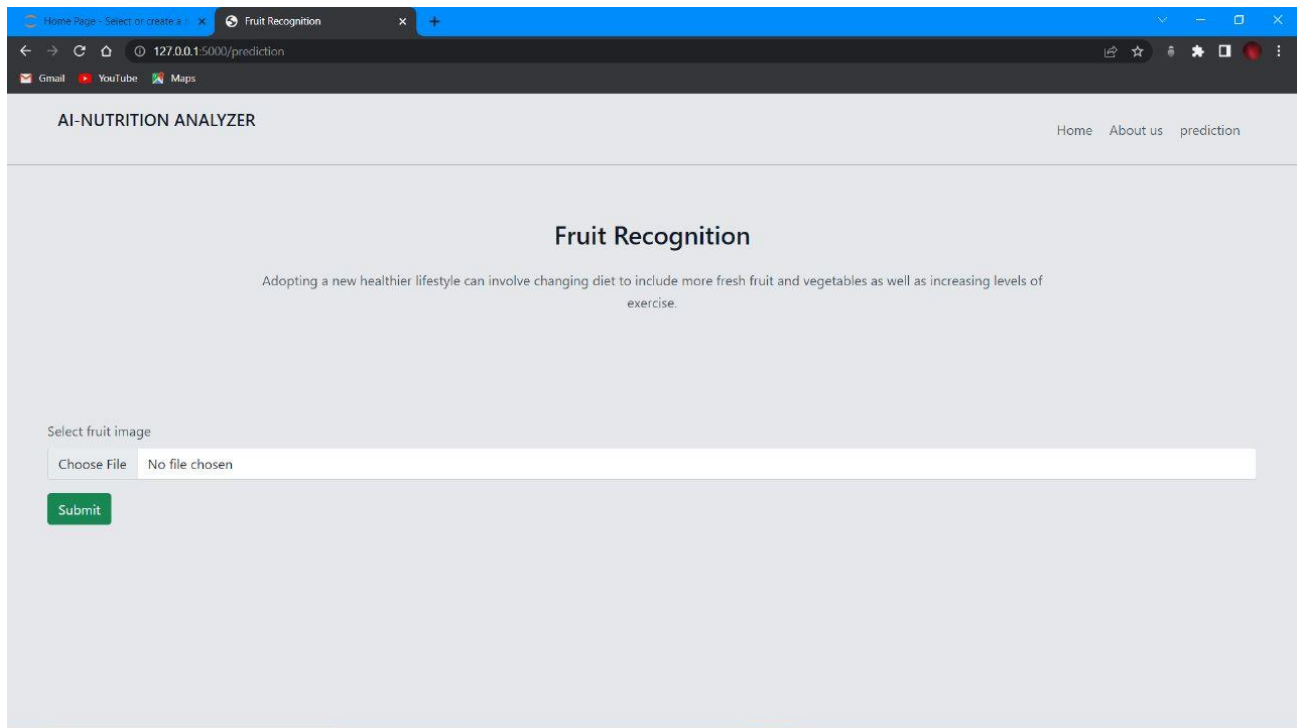 Home Page - Select or create a n
Fruit Recognition
127.0.0.1:5000/prediction
Gmail
YouTube
Maps
AI-NUTRITION ANALYZER
Home
About us
prediction
Fruit Recognition
Adopting a new healthier lifestyle can involve changing diet to include more fresh fruit and vegetables as well as increasing levels of
exercise.
Select fruit image
Choose File
No file chosen
Submit